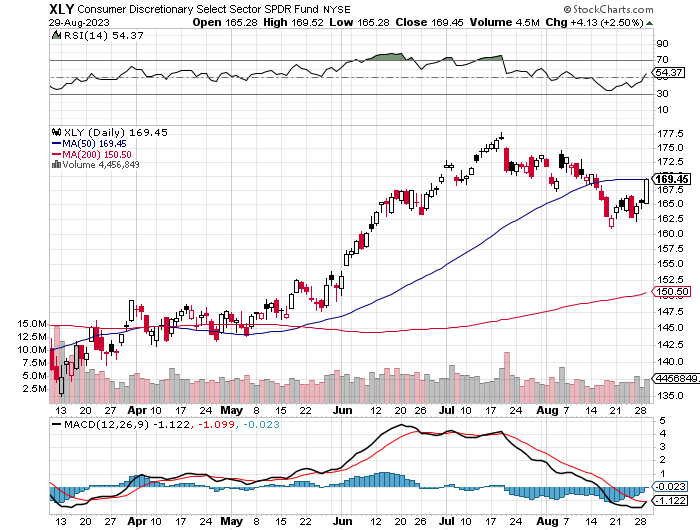 XLY Consumer Discretionary Select Sector SPDR Fund NYSE © StockCharts.com
29-Aug-2023 Open 165.28 High 169.52 Low 165.28 Close 169.45 Volume 4.5M Chg +4.13 (+2.50%)
RSI(14) 54.37
90
70
54.37
50
30
10
XLY (Daily) 169.45
MA(50) 169.45
MA(200) 150.50
Volume 4,456,849
177.5
175.0
172.5
169.45
167.5
165.0
162.5
160.0
157.5
155.0
152.5
150.50
147.5
145.0
142.5
140.0
4456849
135.0
15.0M
12.5M
10.0M
7.5M
5.0M
2.5M
13 20 27 Apr 10 17 24 May 8 15 22 Jun 12 20 26 Jul 10 17 24 Aug 7 14 21 28
MACD(12,26,9) -1.122, -1.099, -0.023
5
4
3
2
1
-0.023
-1.122
13 20 27 Apr 10 17 24 May 8 15 22 Jun 12 20 26 Jul 10 17 24 Aug 7 14 21 28